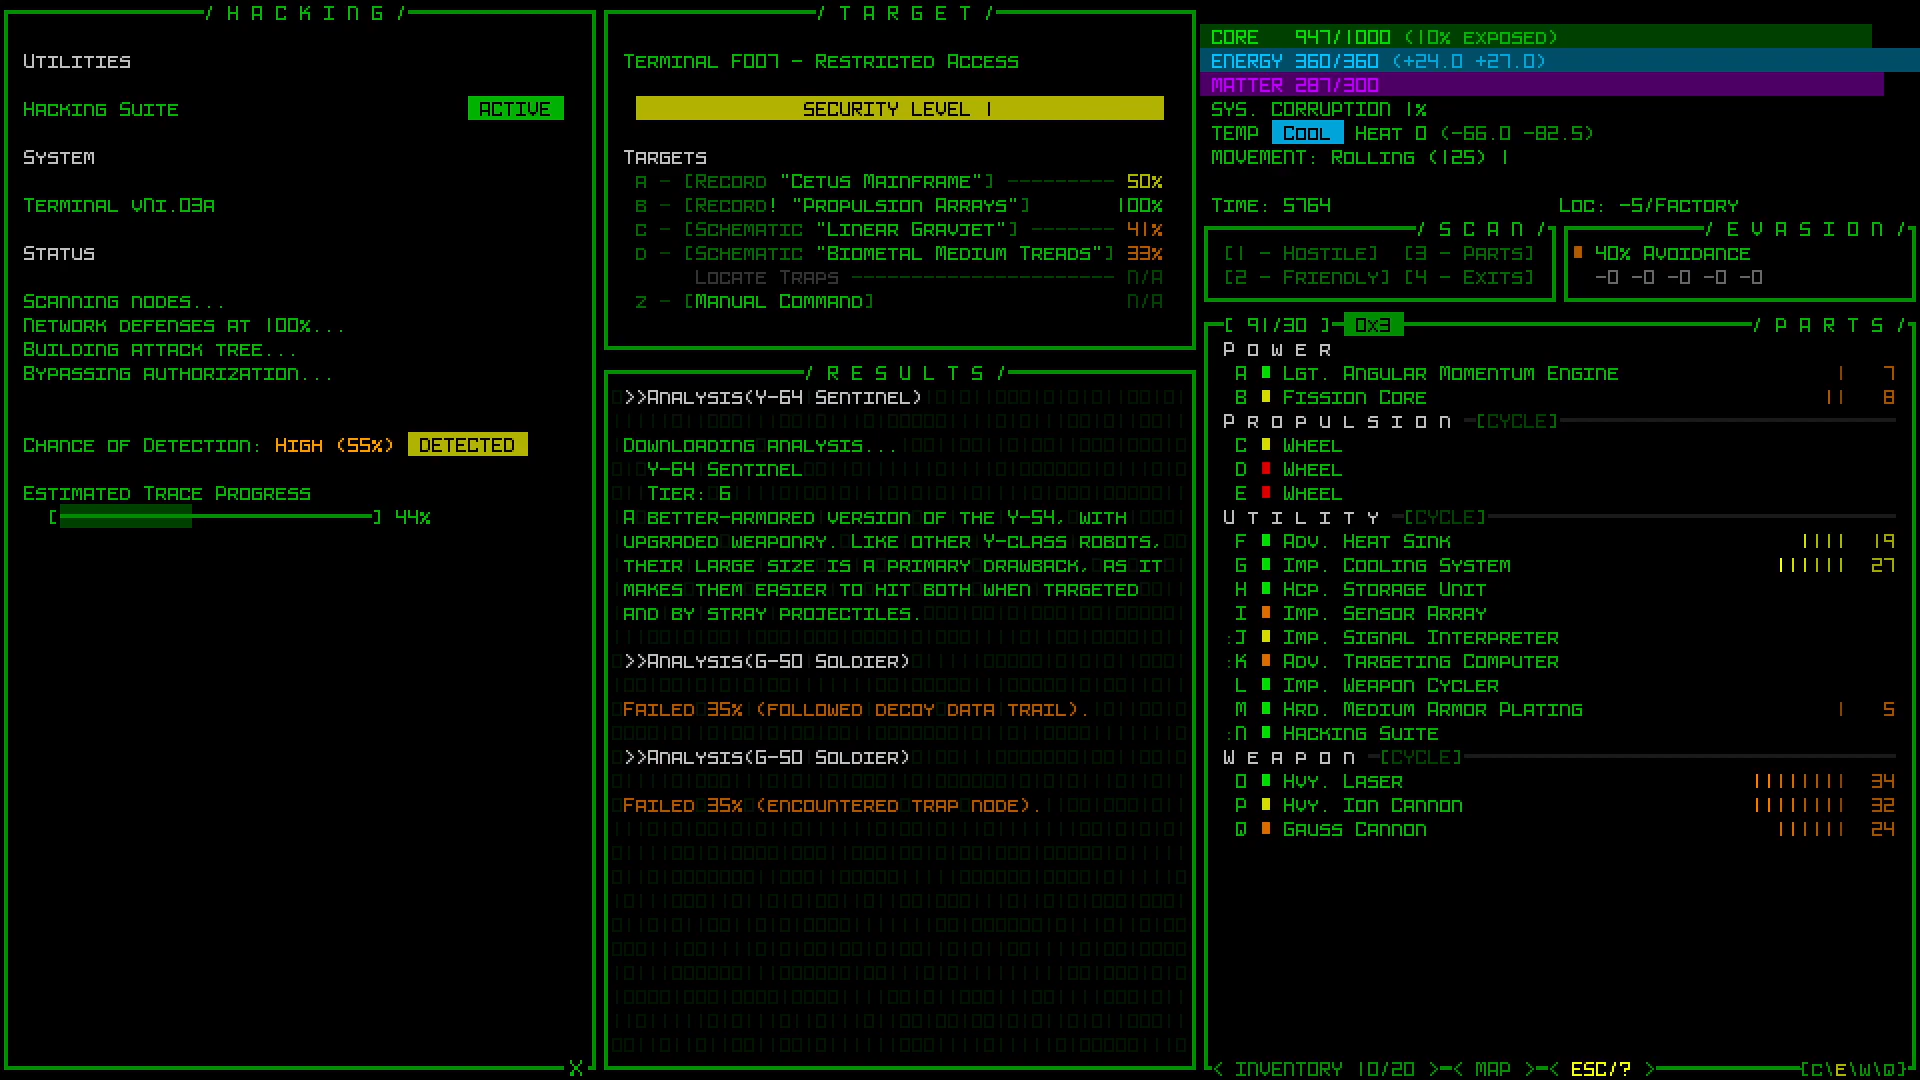 / H A C K I N G /
Utilities
Hacking Suite ACTIVE
System
Terminal vNI.03A
Status
Scanning nodes...
Network defenses at 100%...
Building attack tree...
Bypassing authorization...
Chance of Detection: High (55%) DETECTED
Estimated Trace Progress
[ ] 44%
X
/ T A R G E T /
Terminal F007 - Restricted Access
SECURITY LEVEL 1
Targets
A - [Record "Cetus Mainframe"] --------- 50%
B - [Record! "Propulsion Arrays"] 100%
C - [Schematic "Linear Gravjet"] ------- 41%
D - [Schematic "Biometal Medium Treads"] 33%
Locate Traps ---------------------- N/A
Z - [Manual Command] N/A
/ R E S U L T S /
>>Analysis(Y-64 Sentinel)
Downloading analysis...
Y-64 Sentinel
Tier: 6
A better-armored version of the Y-54, with
upgraded weaponry. Like other Y-class robots,
their large size is a primary drawback, as it
makes them easier to hit both when targeted
and by stray projectiles.
>>Analysis(G-50 Soldier)
Failed 35% (followed decoy data trail).
>>Analysis(G-50 Soldier)
Failed 35% (encountered trap node).
CORE 947/1000 (10% exposed)
ENERGY 360/360 (+24.0 +27.0)
MATTER 287/300
SYS. CORRUPTION 1%
TEMP Cool Heat 0 (-66.0 -82.5)
MOVEMENT: Rolling (125) 1
Time: 5764 Loc: -5/Factory
/ S C A N /
[1 - Hostile] [3 - Parts]
[2 - Friendly] [4 - Exits]
/ E V A S I O N /
40% Avoidance
-0 -0 -0 -0 -0
[ 91/30 ] 0x3 / P A R T S /
P O W E R
A Lgt. Angular Momentum Engine 7
B Fission Core 8
P R O P U L S I O N [CYCLE]
C Wheel
D Wheel
E Wheel
U T I L I T Y [CYCLE]
F Adv. Heat Sink 19
G Imp. Cooling System 27
H Hcp. Storage Unit
I Imp. Sensor Array
:J Imp. Signal Interpreter
:K Adv. Targeting Computer
L Imp. Weapon Cycler
M Hrd. Medium Armor Plating 5
:N Hacking Suite
W E A P O N [CYCLE]
O Hvy. Laser 34
P Hvy. Ion Cannon 32
Q Gauss Cannon 24
< INVENTORY 10/20 >-< MAP >-< ESC/? > [C\E\W\Q]